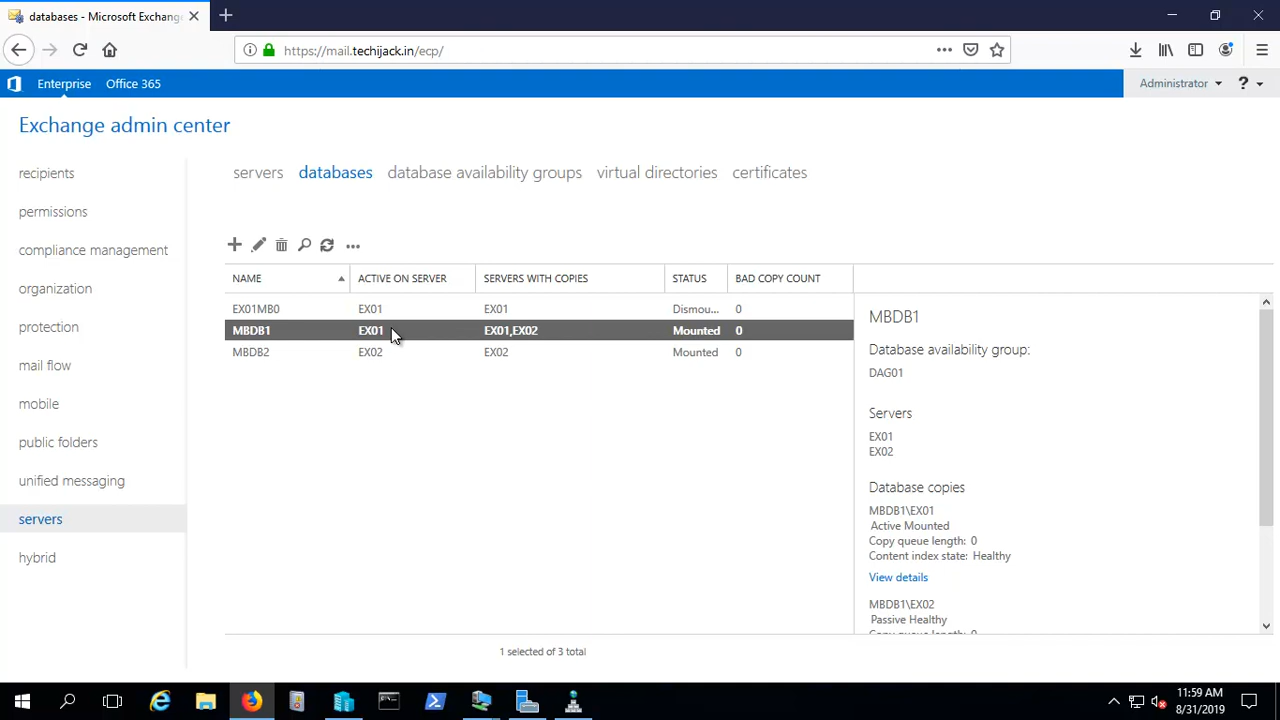 databases - Microsoft Exchang
https://mail.techijack.in/ecp/
Enterprise Office 365
Administrator ?
Exchange admin center
recipients
permissions
compliance management
organization
protection
mail flow
mobile
public folders
unified messaging
servers
hybrid
servers databases database availability groups virtual directories certificates
NAME ACTIVE ON SERVER SERVERS WITH COPIES STATUS BAD COPY COUNT
EX01MB0 EX01 EX01 Dismou... 0
MBDB1 EX01 EX01,EX02 Mounted 0
MBDB2 EX02 EX02 Mounted 0
1 selected of 3 total
MBDB1
Database availability group:
DAG01
Servers
EX01
EX02
Database copies
MBDB1\EX01
Active Mounted
Copy queue length: 0
Content index state: Healthy
View details
MBDB1\EX02
Passive Healthy
Copy queue length: 0
11:59 AM
8/31/2019